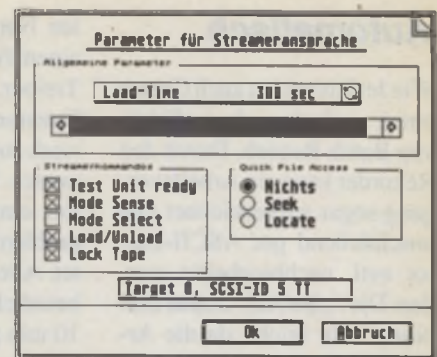 Parameter für Streameransprache
Allgemeine Parameter
Load-Time 300 sec
Streamerkommandos
Test Unit ready
Mode Sense
Mode Select
Load/Unload
Lock Tape
Quick File Access
Nichts
Seek
Locate
Target 0, SCSI-ID 5 TT
Ok Abbruch